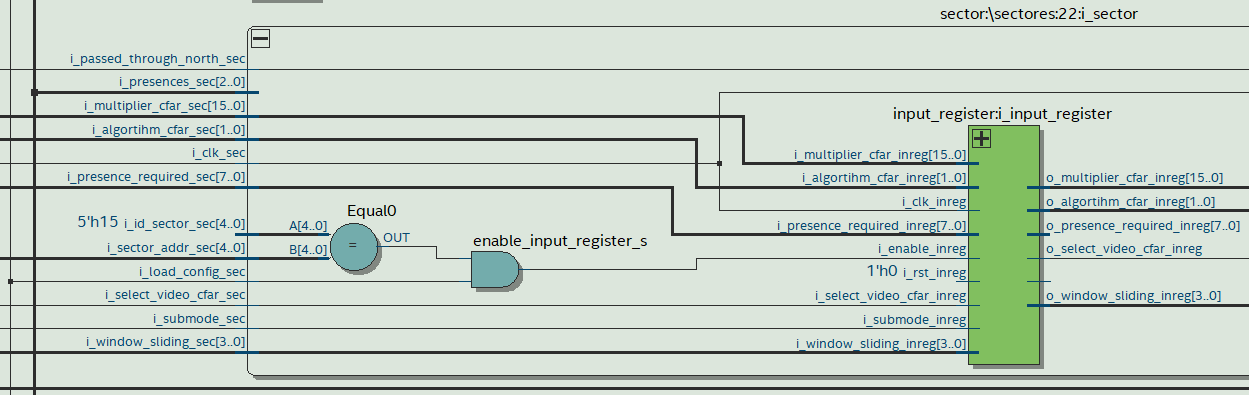 sector:\sectores:22:i_sector
i_passed_through_north_sec
i_presences_sec[2..0]
i_multiplier_cfar_sec[15..0]
i_algortihm_cfar_sec[1..0]
i_clk_sec
i_presence_required_sec[7..0]
5'h15 i_id_sector_sec[4..0]
i_sector_addr_sec[4..0]
i_load_config_sec
i_select_video_cfar_sec
i_submode_sec
i_window_sliding_sec[3..0]
Equal0
A[4..0]
B[4..0]
=
OUT
enable_input_register_s
input_register:i_input_register
i_multiplier_cfar_inreg[15..0]
i_algortihm_cfar_inreg[1..0]
i_clk_inreg
i_presence_required_inreg[7..0]
i_enable_inreg
1'h0 i_rst_inreg
i_select_video_cfar_inreg
i_submode_inreg
i_window_sliding_inreg[3..0]
o_multiplier_cfar_inreg[15..0]
o_algortihm_cfar_inreg[1..0]
o_presence_required_inreg[7..0]
o_select_video_cfar_inreg
o_window_sliding_inreg[3..0]